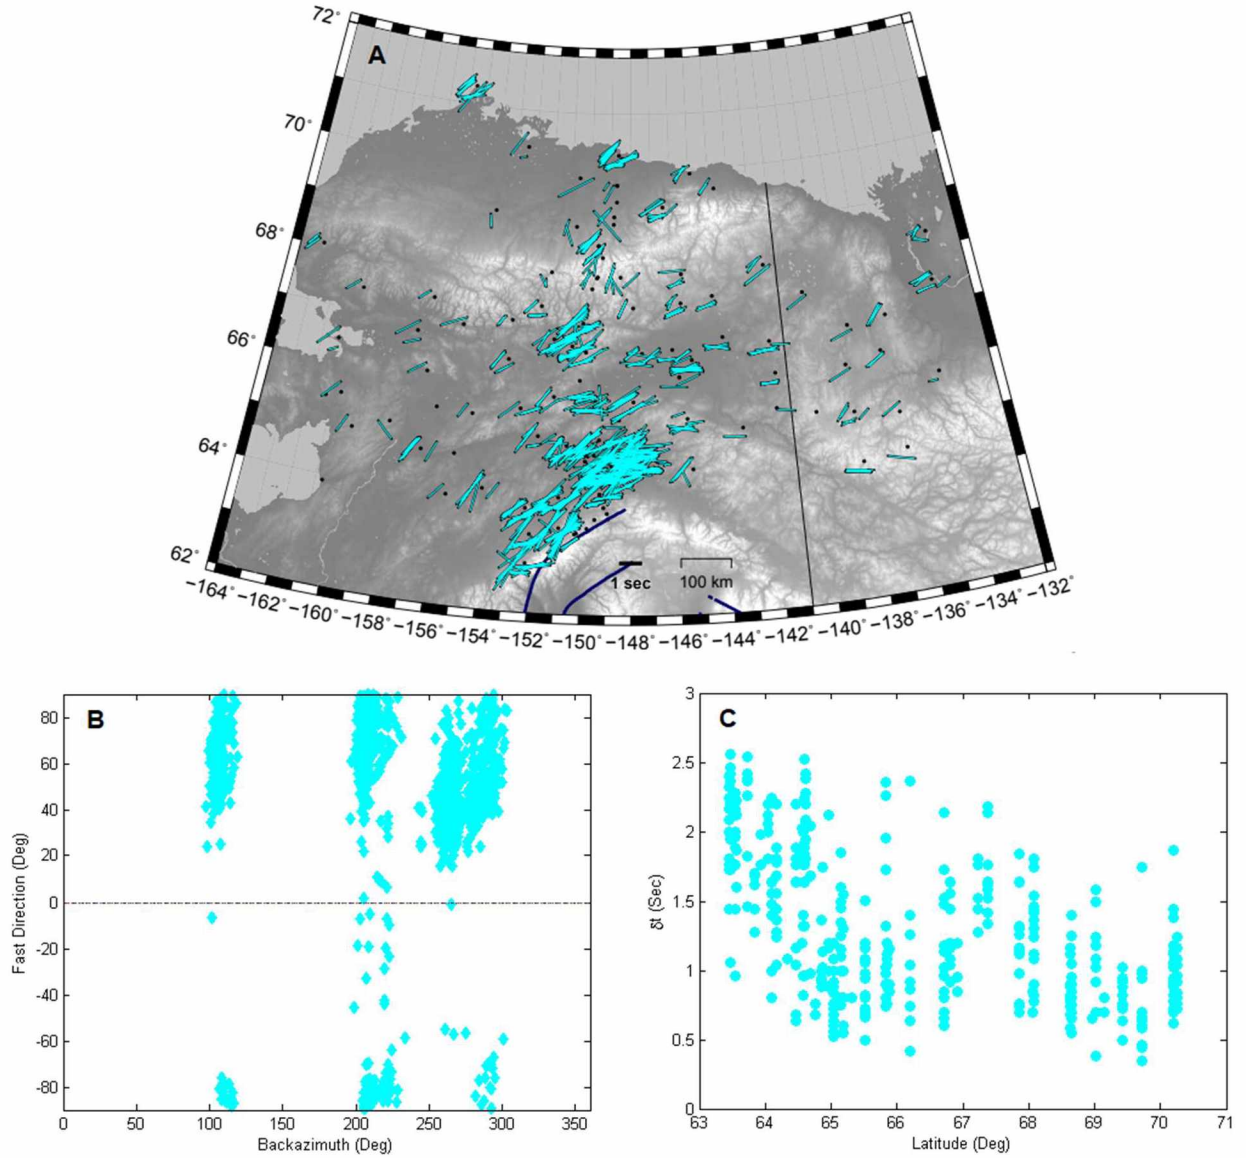 A
72°
70°
68°
66°
64°
62°
1 sec
100 km
−164° −162° −160° −158° −156° −154° −152° −150° −148° −146° −144° −142° −140° −138° −136° −134° −132°
B
80
60
40
20
0
-20
-40
-60
-80
Fast Direction (Deg)
0 50 100 150 200 250 300 350
Backazimuth (Deg)
C
3
2.5
2
1.5
1
0.5
0
δt (Sec)
63 64 65 66 67 68 69 70 71
Latitude (Deg)